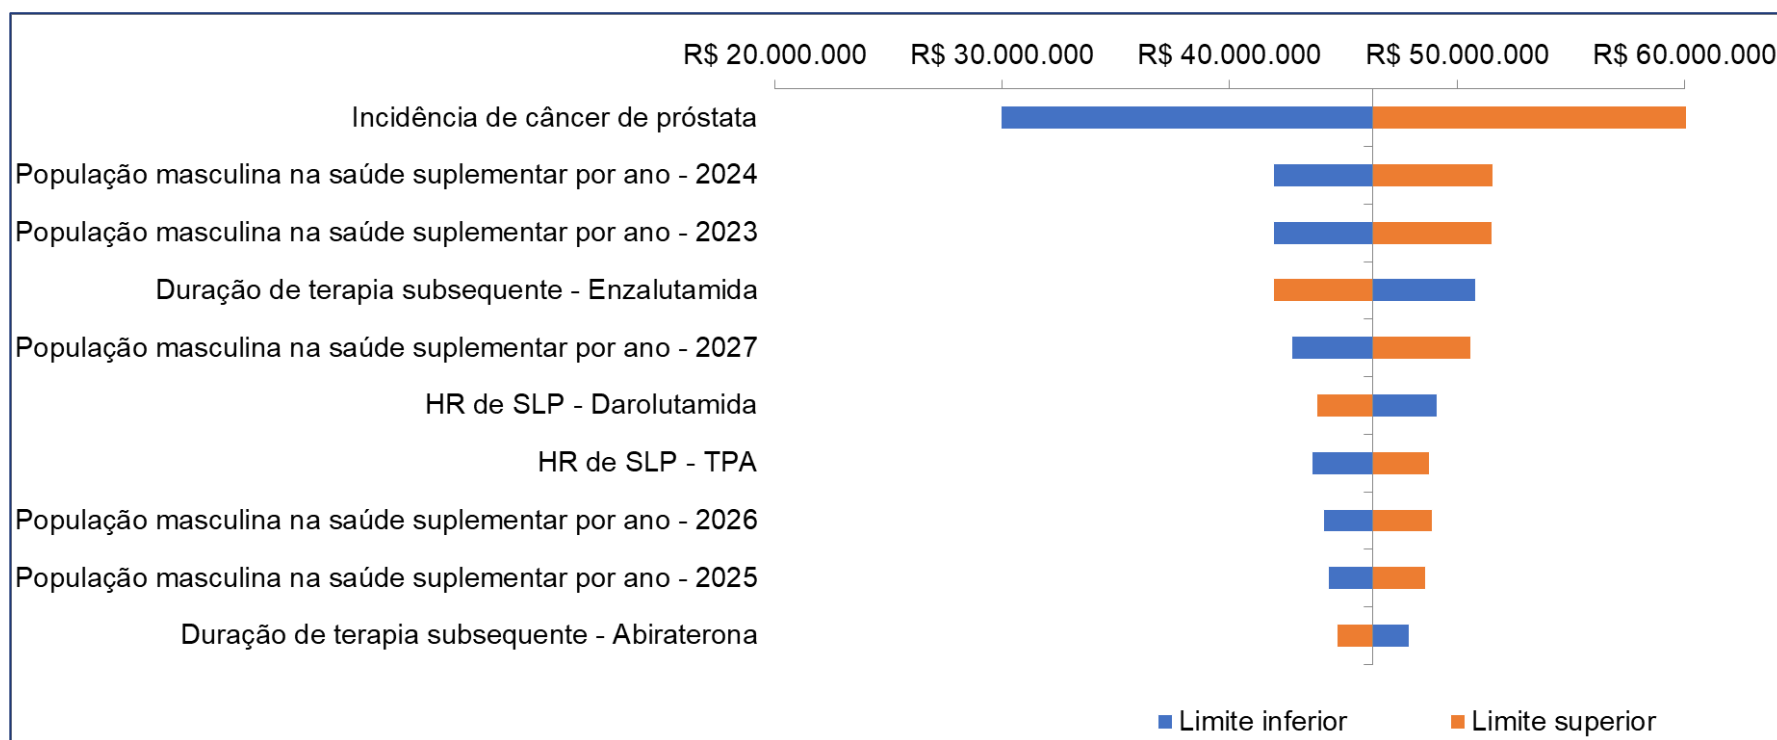 R$ 20.000.000 R$ 30.000.000 R$ 40.000.000 R$ 50.000.000 R$ 60.000.000
Incidência de câncer de próstata
População masculina na saúde suplementar por ano - 2024
População masculina na saúde suplementar por ano - 2023
Duração de terapia subsequente - Enzalutamida
População masculina na saúde suplementar por ano - 2027
HR de SLP - Darolutamida
HR de SLP - TPA
População masculina na saúde suplementar por ano - 2026
População masculina na saúde suplementar por ano - 2025
Duração de terapia subsequente - Abiraterona
Limite inferior Limite superior